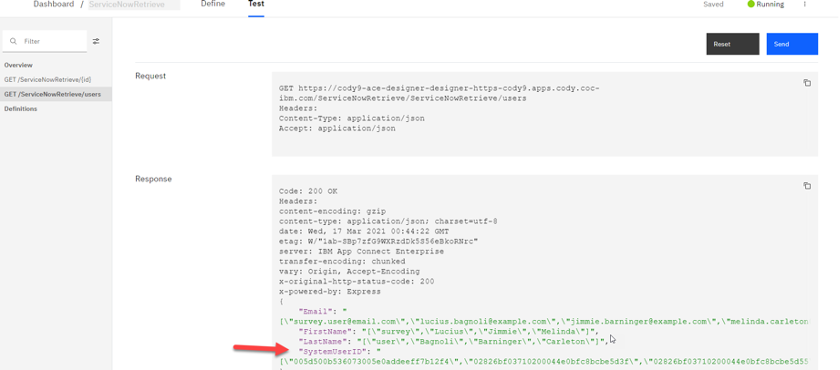 Dashboard / ServiceNowRetrieve Define Test Saved Running
Filter
Reset Send
Overview
GET /ServiceNowRetrieve/[id]
GET /ServiceNowRetrieve/users
Definitions
Request
GET https://cody9-ace-designer-designer-https-cody9.apps.cody.coc-
ibm.com/ServiceNowRetrieve/ServiceNowRetrieve/users
Headers:
Content-Type: application/json
Accept: application/json
Response
Code: 200 OK
Headers:
content-encoding: gzip
content-type: application/json; charset=utf-8
date: Wed, 17 Mar 2021 00:44:22 GMT
etag: W/"1ab-SBp7zfG9WXRzdDk5S56eBkoRNrc"
server: IBM App Connect Enterprise
transfer-encoding: chunked
vary: Origin, Accept-Encoding
x-original-http-status-code: 200
x-powered-by: Express
{
"Email": "
[\"survey.user@email.com\",\"lucius.bagnoli@example.com\",\"jimmie.barninger@example.com\",\"melinda.carleton
"FirstName": "[\"survey\",\"Lucius\",\"Jimmie\",\"Melinda\"]",
"LastName": "[\"user\",\"Bagnoli\",\"Barninger\",\"Carleton\"]",
"SystemUserID": "
[\"005d500b536073005e0addeeff7b12f4\",\"02826bf03710200044e0bfc8bcbe5d3f\",\"02826bf03710200044e0bfc8bcbe5d55